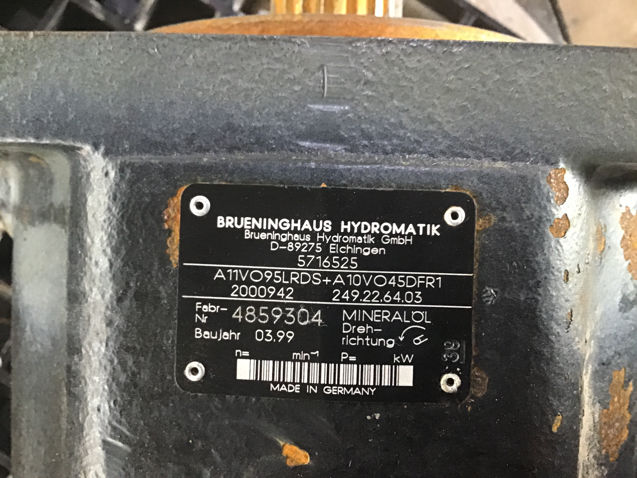 BRUENINGHAUS HYDROMATIK
Brueninghaus Hydromatik GmbH
D-89275 Elchingen
5716525
A11VO95LRDS+A10VO45DFR1
2000942 249.22.64.03
Fabr-Nr 4859304 MINERALÖL
Baujahr 03.99 Dreh-richtung
n= min⁻¹ P= kW
MADE IN GERMANY
38